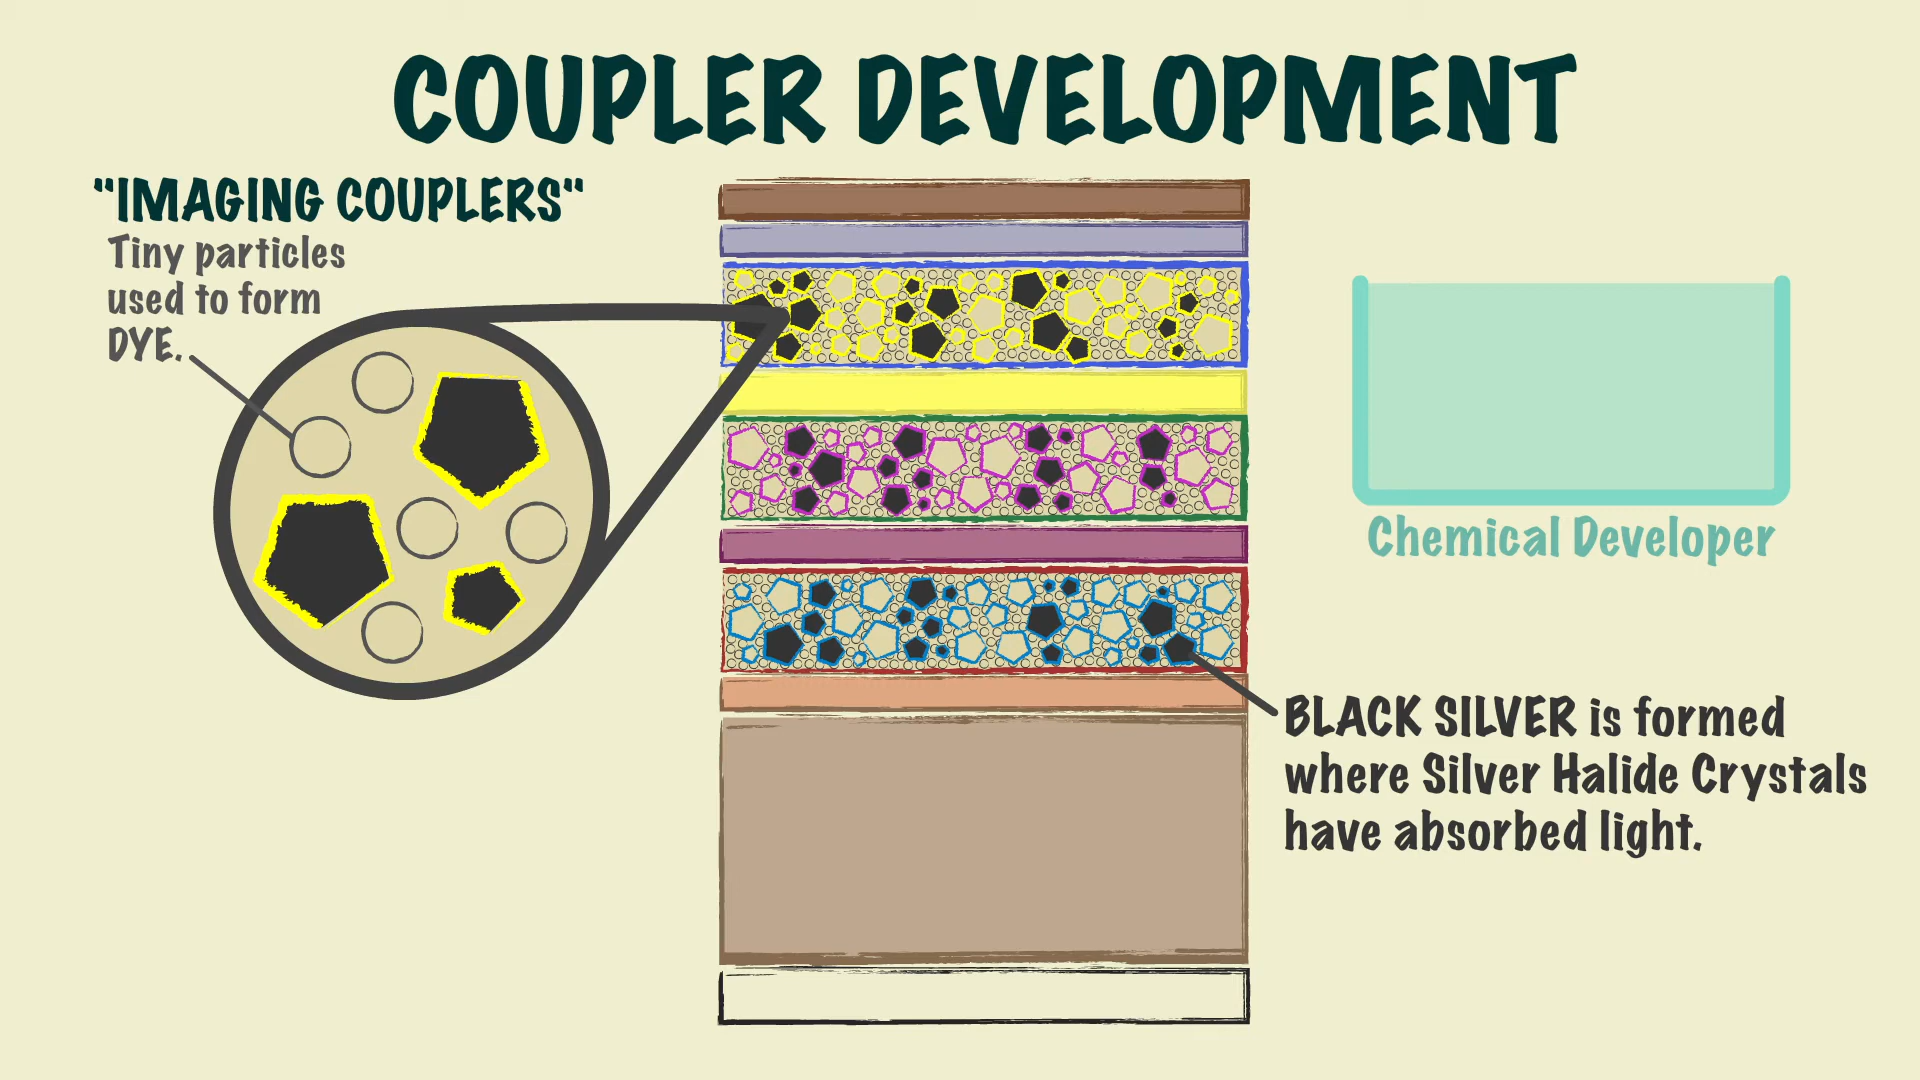 COUPLER DEVELOPMENT
"IMAGING COUPLERS"
Tiny particles
used to form
DYE.
Chemical Developer
BLACK SILVER is formed
where Silver Halide Crystals
have absorbed light.